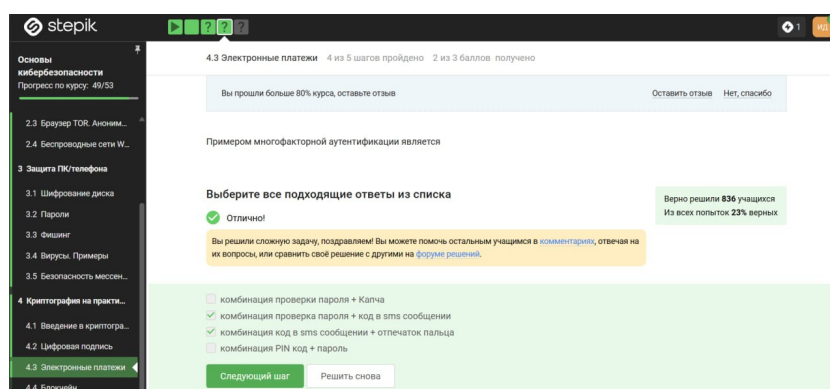 stepik
? ? ?
1
ИД
Основы
кибербезопасности
Прогресс по курсу: 49/53
2.3 Браузер TOR. Аноним...
2.4 Беспроводные сети W...
3 Защита ПК/телефона
3.1 Шифрование диска
3.2 Пароли
3.3 Фишинг
3.4 Вирусы. Примеры
3.5 Безопасность мессен...
4 Криптография на практи...
4.1 Введение в криптогра...
4.2 Цифровая подпись
4.3 Электронные платежи
4.4 Блокчейн
4.3 Электронные платежи 4 из 5 шагов пройдено 2 из 3 баллов получено
Вы прошли больше 80% курса, оставьте отзыв
Оставить отзыв Нет, спасибо
Примером многофакторной аутентификации является
Выберите все подходящие ответы из списка
Отлично!
Верно решили 836 учащихся
Из всех попыток 23% верных
Вы решили сложную задачу, поздравляем! Вы можете помочь остальным учащимся в комментариях, отвечая на
их вопросы, или сравнить своё решение с другими на форуме решений.
комбинация проверки пароля + Капча
комбинация проверка пароля + код в sms сообщении
комбинация код в sms сообщении + отпечаток пальца
комбинация PIN код + пароль
Следующий шаг Решить снова